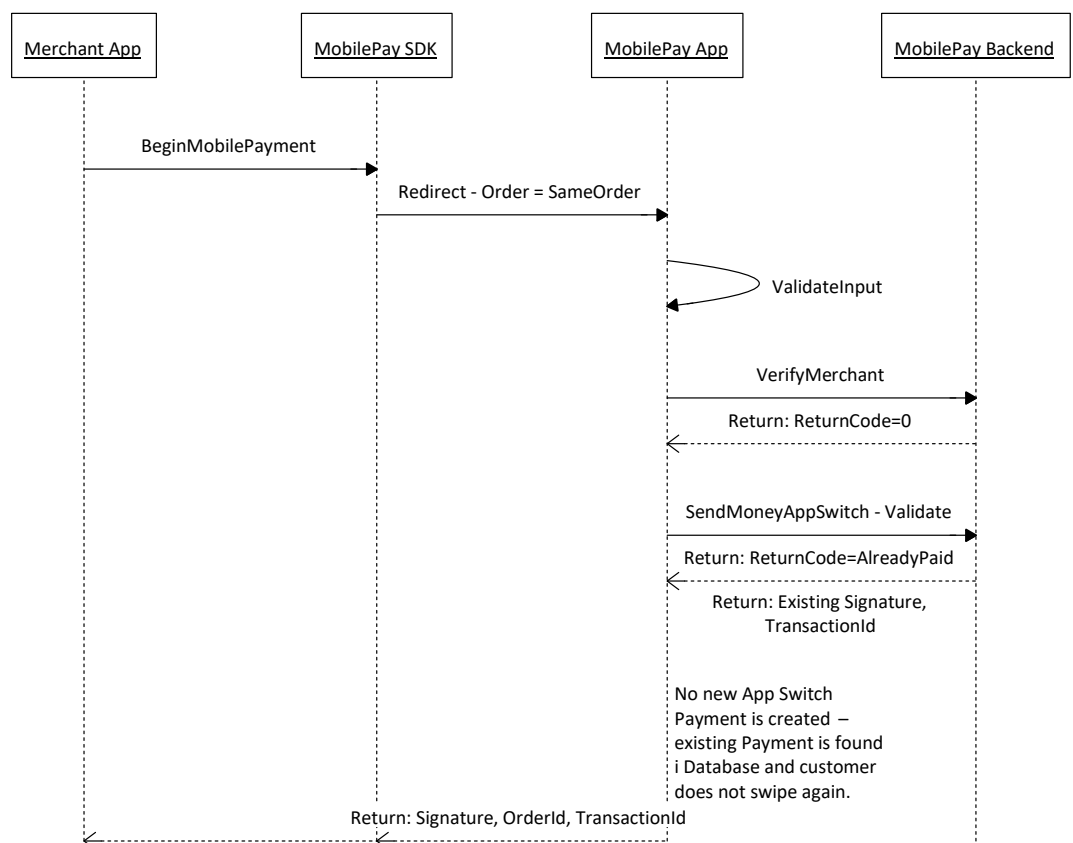 Merchant App
MobilePay SDK
MobilePay App
MobilePay Backend
BeginMobilePayment
Redirect - Order = SameOrder
ValidateInput
VerifyMerchant
Return: ReturnCode=0
SendMoneyAppSwitch - Validate
Return: ReturnCode=AlreadyPaid
Return: Existing Signature,
TransactionId
No new App Switch
Payment is created –
existing Payment is found
i Database and customer
does not swipe again.
Return: Signature, OrderId, TransactionId